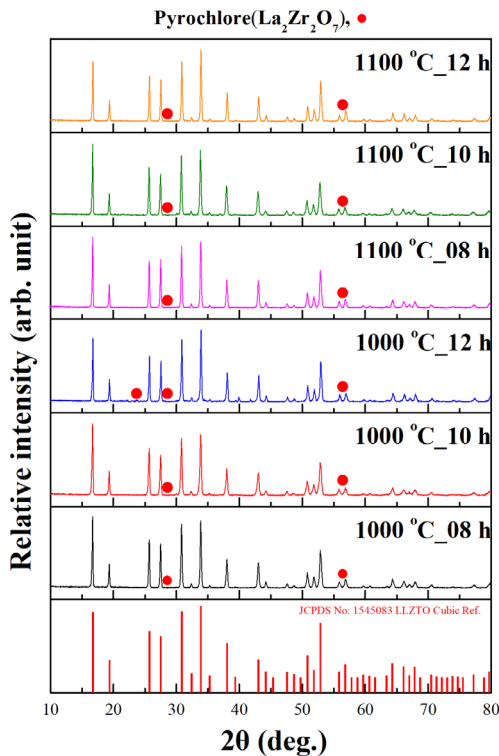 Pyrochlore(La2Zr2O7), ●
1100 °C_12 h
1100 °C_10 h
1100 °C_08 h
1000 °C_12 h
1000 °C_10 h
1000 °C_08 h
JCPDS No: 1545083 LLZTO Cubic Ref.
Relative intensity (arb. unit)
10 20 30 40 50 60 70 80
2θ (deg.)